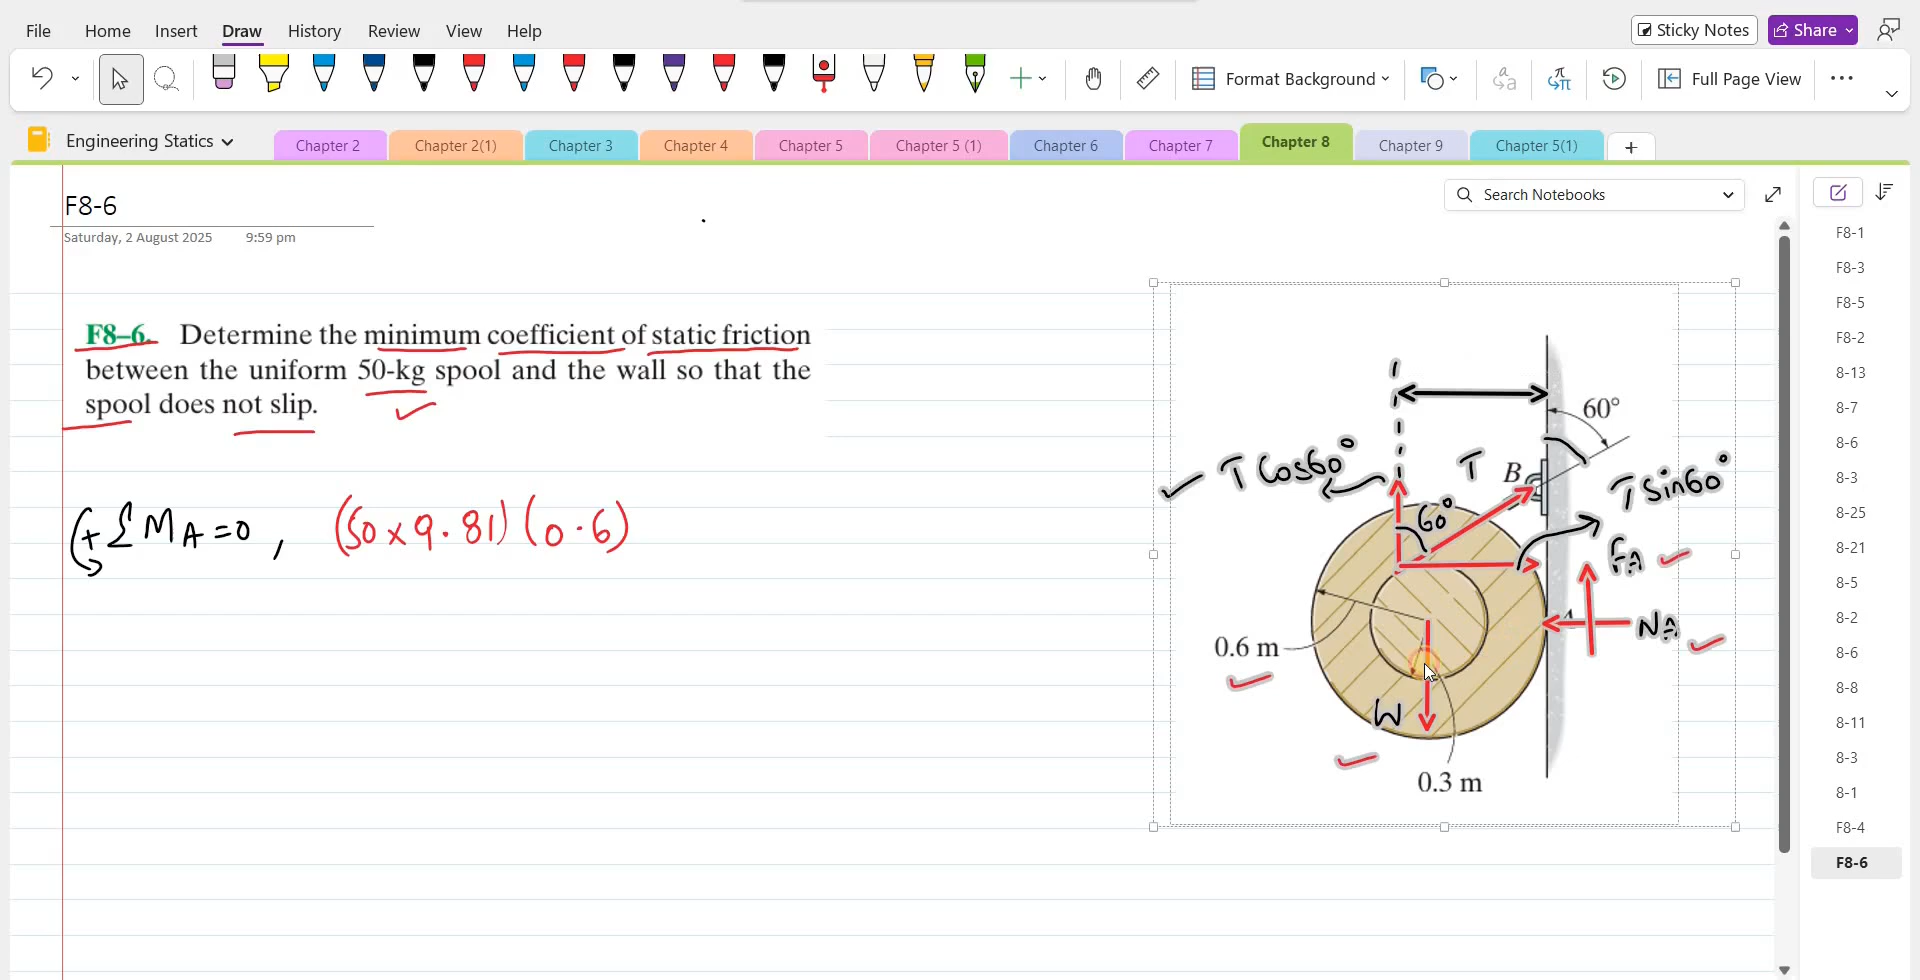 File Home Insert Draw History Review View Help Sticky Notes Share
Format Background Full Page View
Engineering Statics Chapter 2 Chapter 2(1) Chapter 3 Chapter 4 Chapter 5 Chapter 5 (1) Chapter 6 Chapter 7 Chapter 8 Chapter 9 Chapter 5(1) +
F8-6
Search Notebooks
Saturday, 2 August 2025 9:59 pm
F8–6. Determine the minimum coefficient of static friction
between the uniform 50-kg spool and the wall so that the
spool does not slip.
(+ ΣM_A=0, (50×9.81)(0.6)
60°
T Cos60° T B T Sin60°
60°
F_A
A N_A
0.6 m
W
0.3 m
F8-1
F8-3
F8-5
F8-2
8-13
8-7
8-6
8-3
8-25
8-21
8-5
8-2
8-6
8-8
8-11
8-3
8-1
F8-4
F8-6